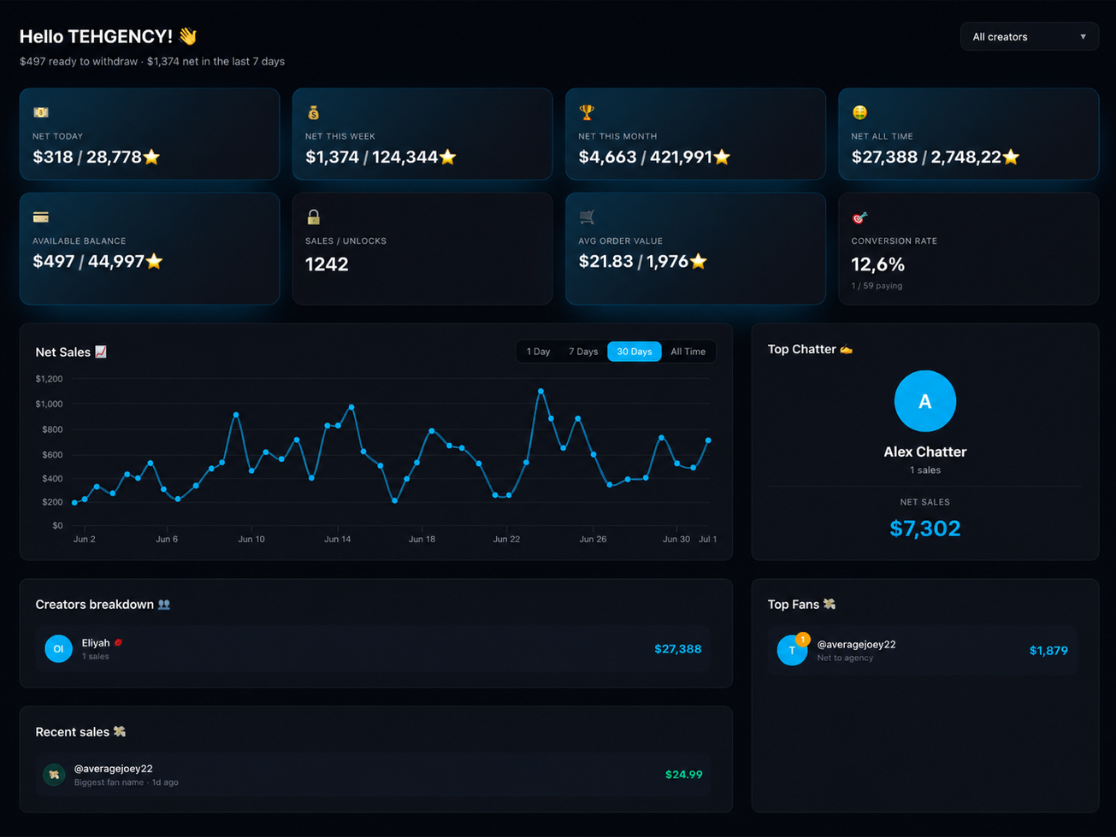 Hello TEHGENCY! 👋
$497 ready to withdraw · $1,374 net in the last 7 days
All creators
NET TODAY
$318 / 28,778⭐
NET THIS WEEK
$1,374 / 124,344⭐
NET THIS MONTH
$4,663 / 421,991⭐
NET ALL TIME
$27,388 / 2,748,22⭐
AVAILABLE BALANCE
$497 / 44,997⭐
SALES / UNLOCKS
1242
AVG ORDER VALUE
$21.83 / 1,976⭐
CONVERSION RATE
12,6%
1 / 59 paying
Net Sales 📈
1 Day 7 Days 30 Days All Time
$1,200
$1,000
$800
$600
$400
$200
$0
Jun 2 Jun 6 Jun 10 Jun 14 Jun 18 Jun 22 Jun 26 Jun 30 Jul 1
Top Chatter ✍️
A
Alex Chatter
1 sales
NET SALES
$7,302
Creators breakdown 👥
OI
Eliyah 💋
1 sales
$27,388
Top Fans 💸
T
1
@averagejoey22
Net to agency
$1,879
Recent sales 💸
@averagejoey22
Biggest fan name · 1d ago
$24.99